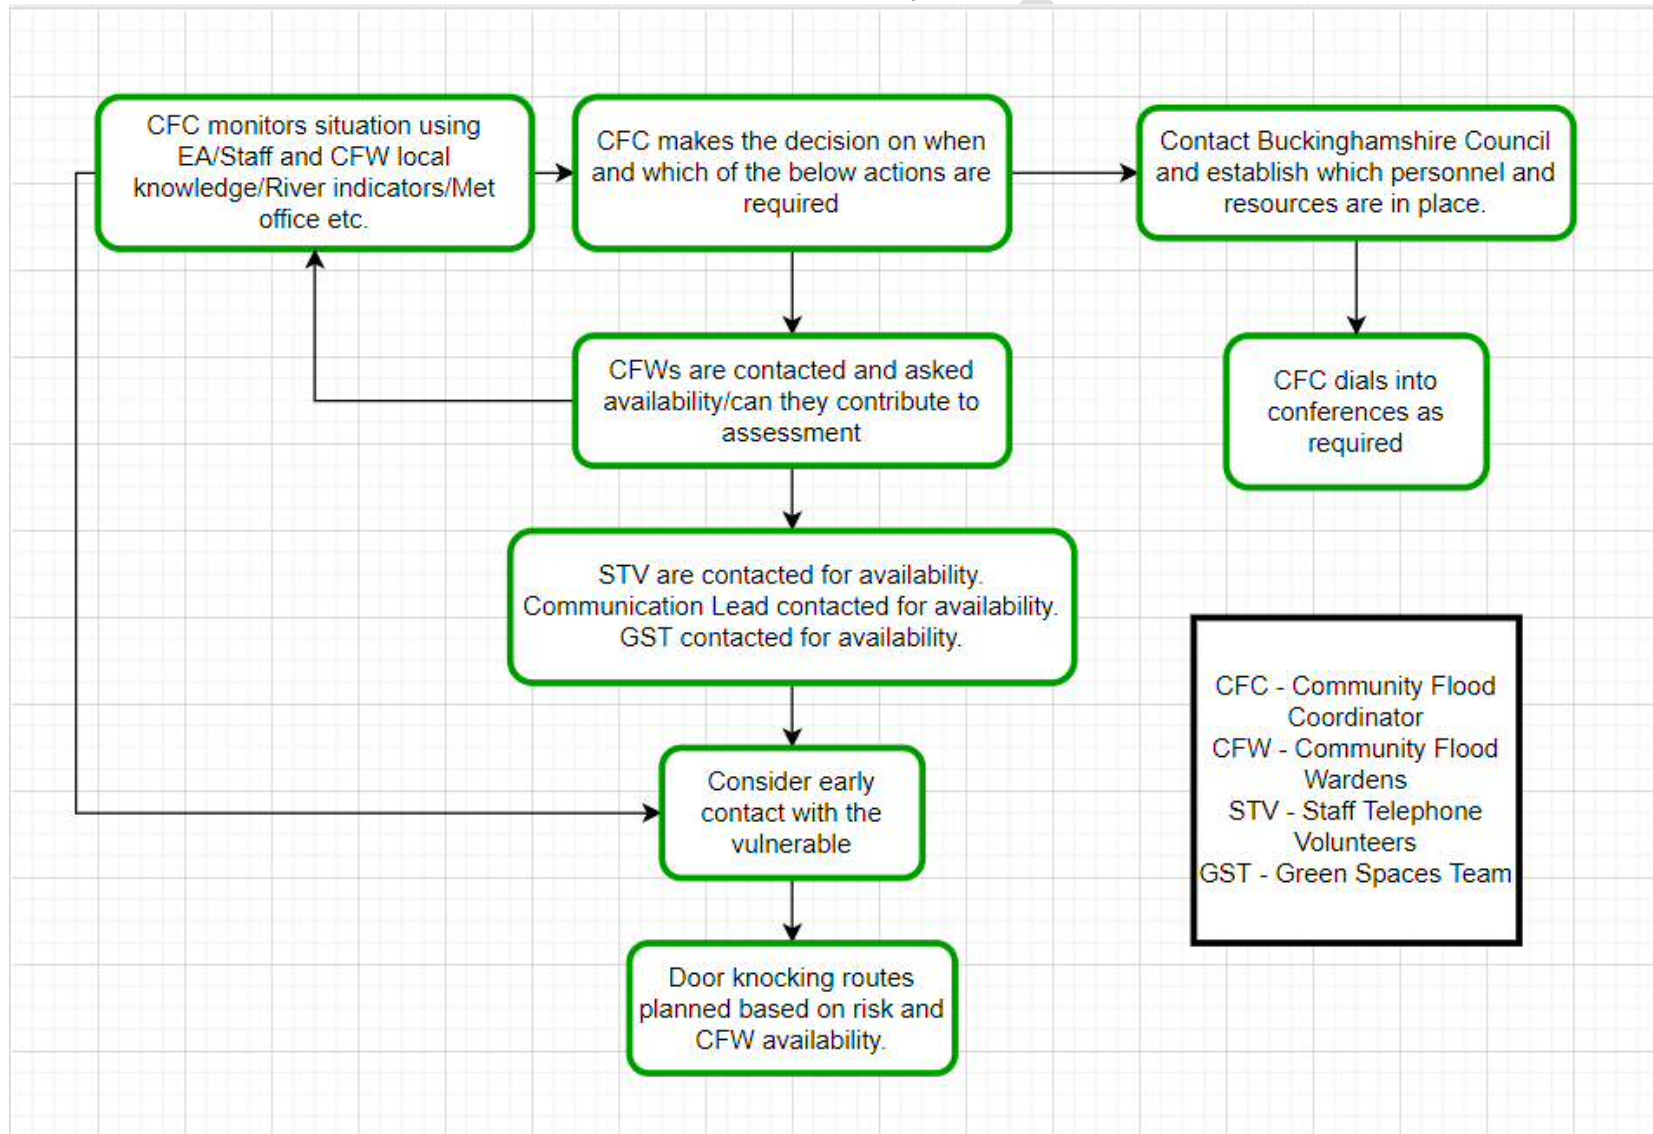 CFC monitors situation using
EA/Staff and CFW local
knowledge/River indicators/Met
office etc.
CFC makes the decision on when
and which of the below actions are
required
Contact Buckinghamshire Council
and establish which personnel and
resources are in place.
CFWs are contacted and asked
availability/can they contribute to
assessment
CFC dials into
conferences as
required
STV are contacted for availability.
Communication Lead contacted for availability.
GST contacted for availability.
CFC - Community Flood
Coordinator
CFW - Community Flood
Wardens
STV - Staff Telephone
Volunteers
GST - Green Spaces Team
Consider early
contact with the
vulnerable
Door knocking routes
planned based on risk and
CFW availability.